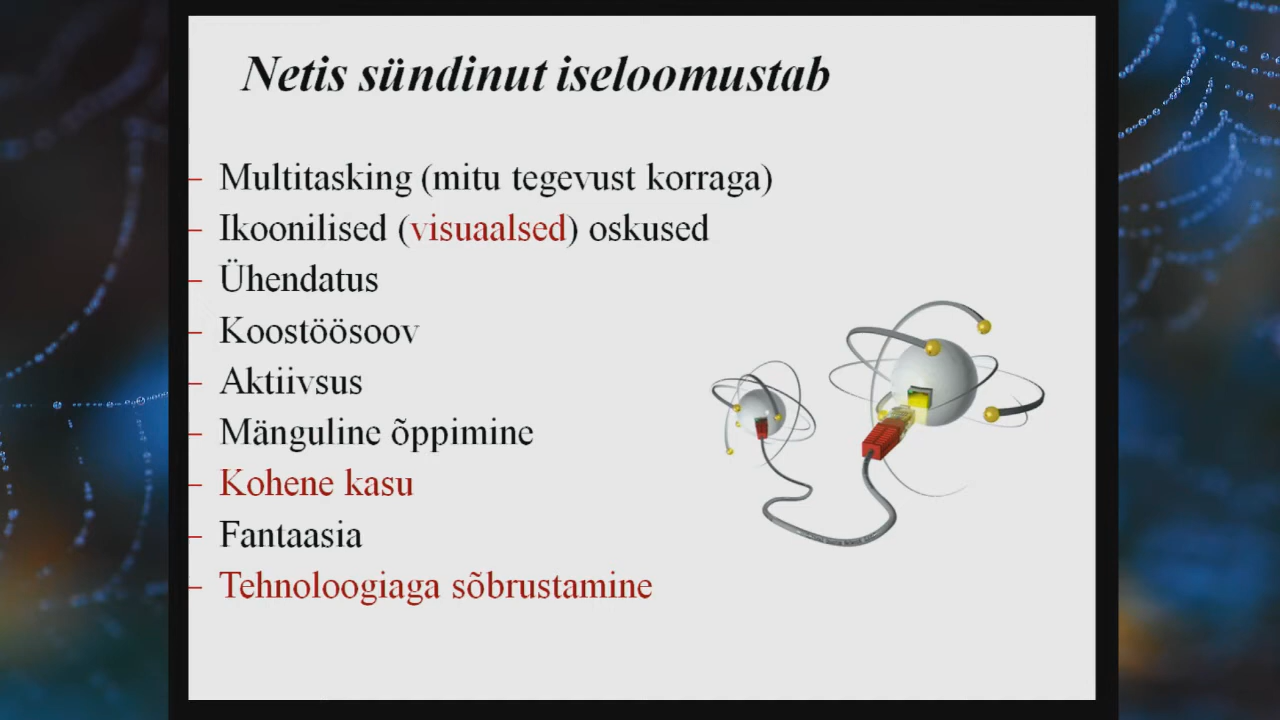 Netis sündinut iseloomustab
– Multitasking (mitu tegevust korraga)
– Ikoonilised (visuaalsed) oskused
– Ühendatus
– Koostöösoov
– Aktiivsus
– Mänguline õppimine
– Kohene kasu
– Fantaasia
– Tehnoloogiaga sõbrustamine